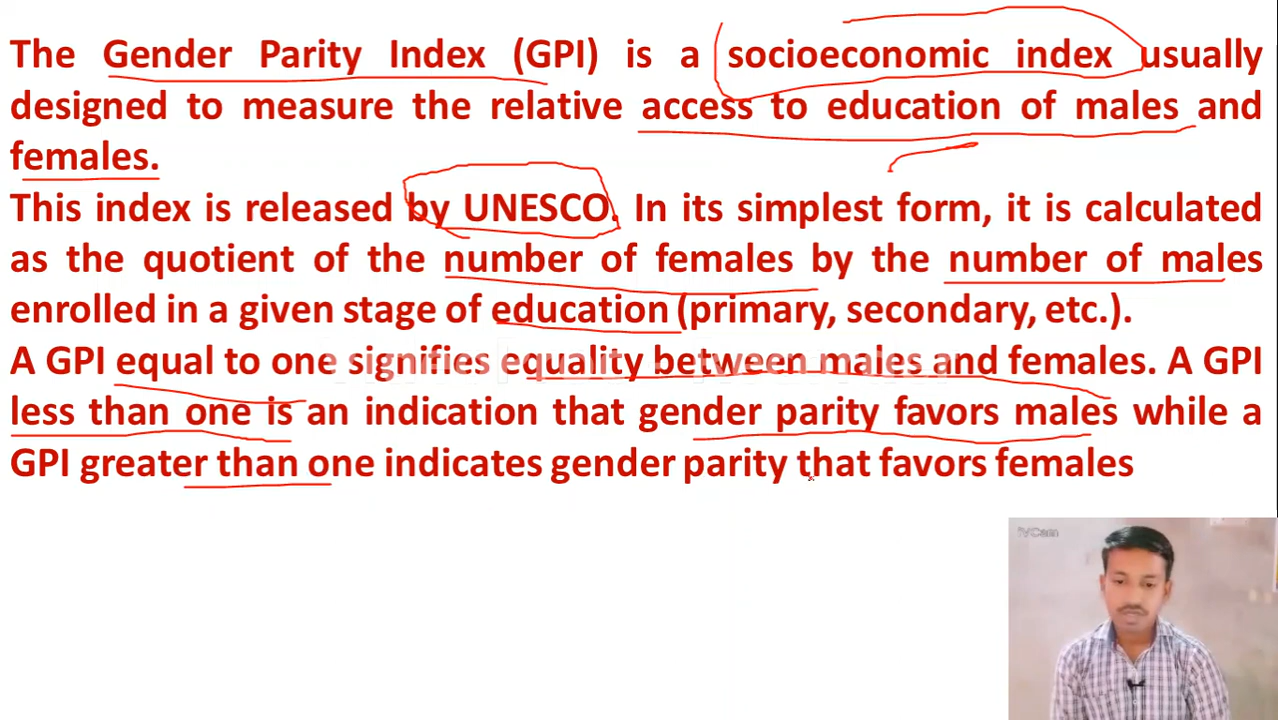 The Gender Parity Index (GPI) is a socioeconomic index usually
designed to measure the relative access to education of males and
females.
This index is released by UNESCO. In its simplest form, it is calculated
as the quotient of the number of females by the number of males
enrolled in a given stage of education (primary, secondary, etc.).
A GPI equal to one signifies equality between males and females. A GPI
less than one is an indication that gender parity favors males while a
GPI greater than one indicates gender parity that favors females
iVCam